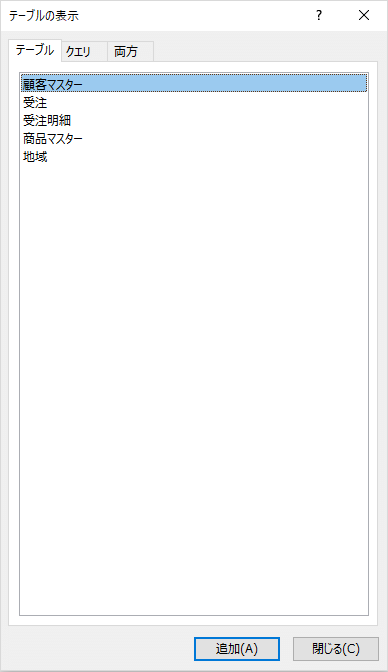 テーブルの表示
?
テーブル クエリ 両方
顧客マスター
受注
受注明細
商品マスター
地域
追加(A) 閉じる(C)